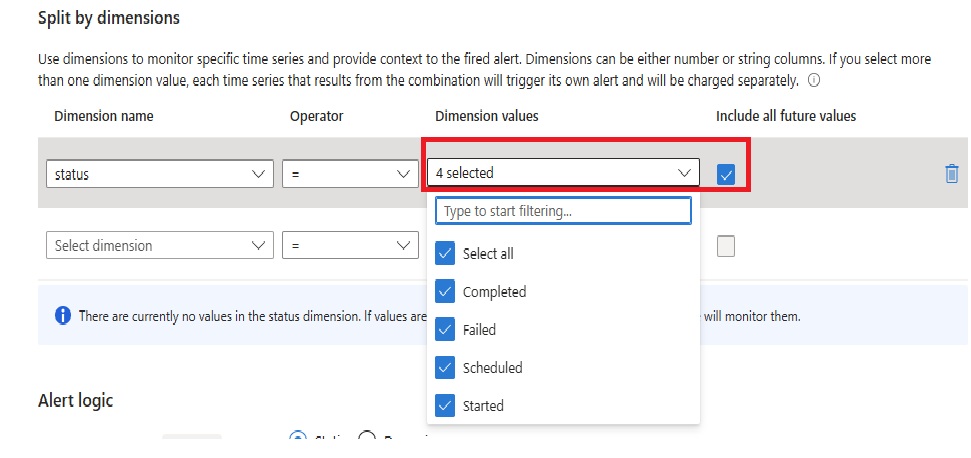 Split by dimensions
Use dimensions to monitor specific time series and provide context to the fired alert. Dimensions can be either number or string columns. If you select more
than one dimension value, each time series that results from the combination will trigger its own alert and will be charged separately.
Dimension name Operator Dimension values Include all future values
status = 4 selected
Type to start filtering...
Select dimension =
Select all
Completed
There are currently no values in the status dimension. If values are will monitor them.
Failed
Scheduled
Alert logic
Started